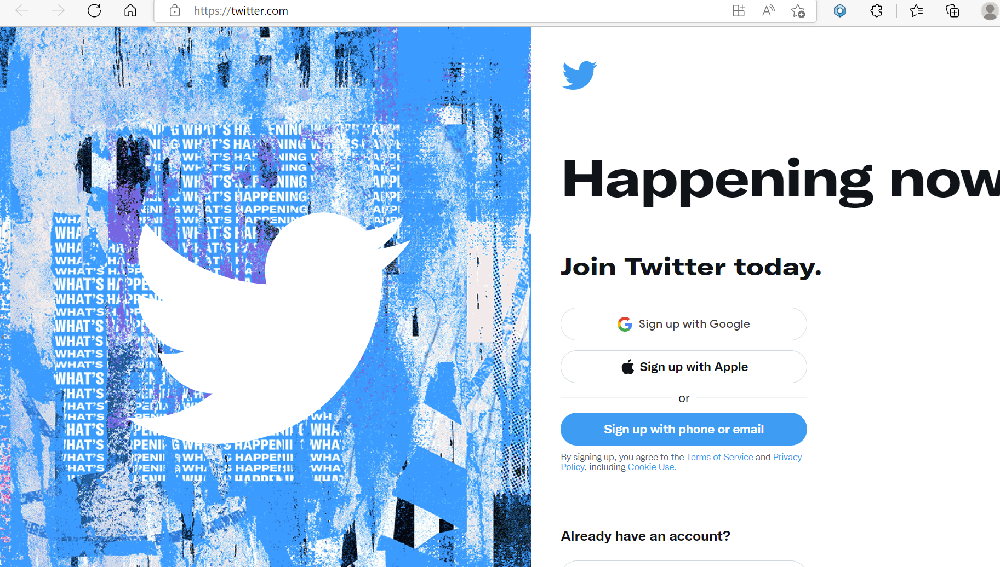 https://twitter.com
WHAT'S HAPPENING
Happening now
Join Twitter today.
Sign up with Google
Sign up with Apple
or
Sign up with phone or email
By signing up, you agree to the Terms of Service and Privacy
Policy, including Cookie Use.
Already have an account?